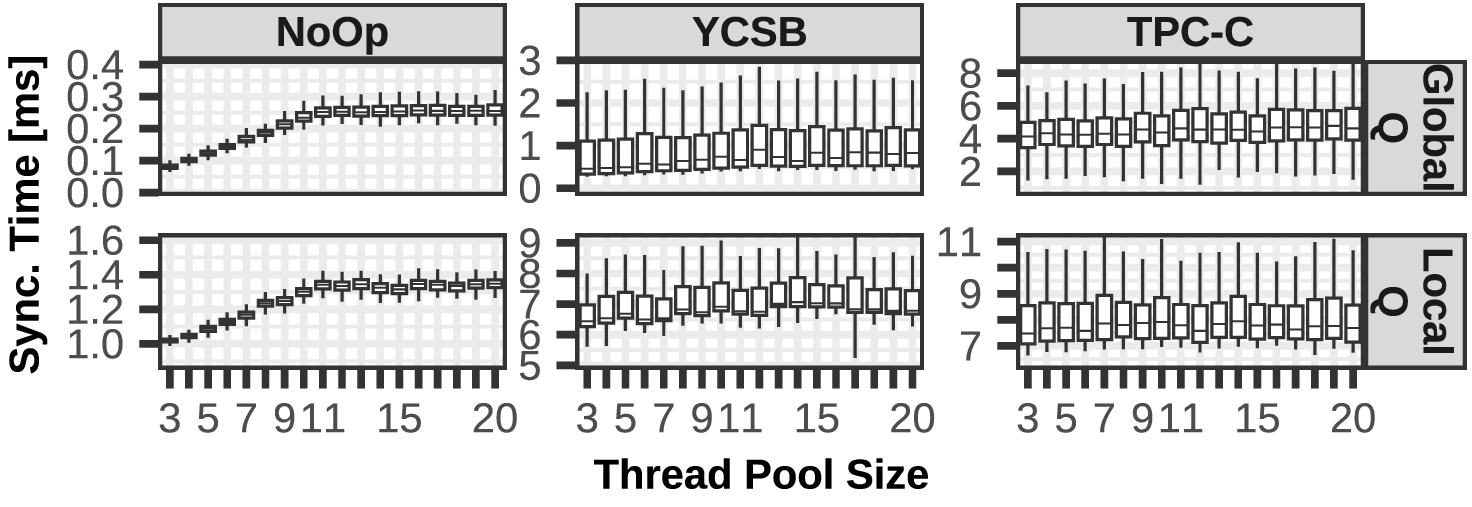 NoOp YCSB TPC-C
Sync. Time [ms]
0.4 0.3 0.2 0.1 0.0
3 2 1 0
8 6 4 2
Global
Q
1.6 1.4 1.2 1.0
9 8 7 6 5
11 9 7
Local
Q
3 5 7 9 11 15 20 3 5 7 9 11 15 20 3 5 7 9 11 15 20
Thread Pool Size